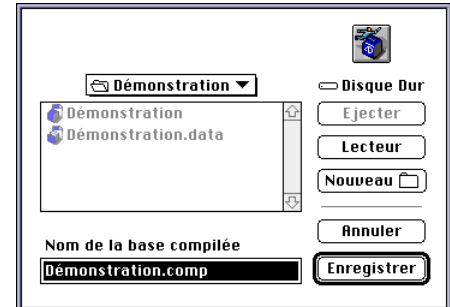 Démonstration
Disque Dur
Démonstration
Démonstration.data
Ejecter
Lecteur
Nouveau
Nom de la base compilée
Démonstration.comp
Annuler
Enregistrer